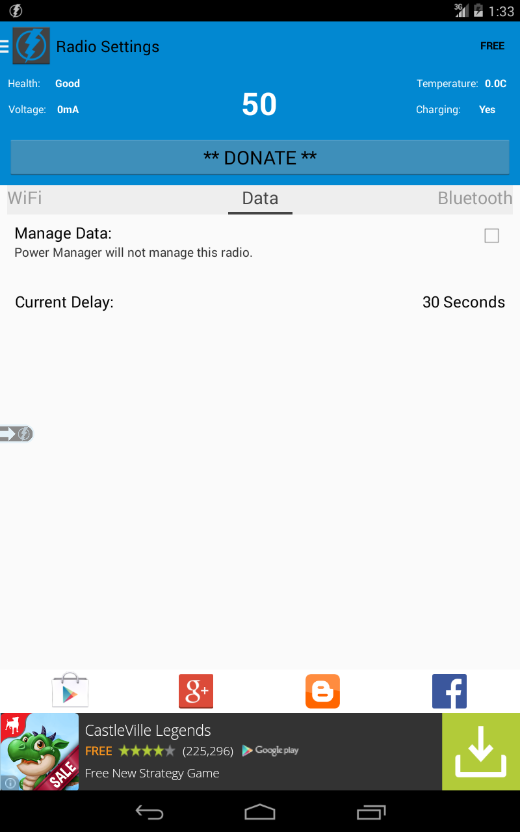 3G 1:33
Radio Settings FREE
Health: Good Temperature: 0.0C
50
Voltage: 0mA Charging: Yes
** DONATE **
WiFi Data Bluetooth
Manage Data:
Power Manager will not manage this radio.
Current Delay: 30 Seconds
g+ f
CastleVille Legends
FREE (225,296) Google play
Free New Strategy Game
SALE